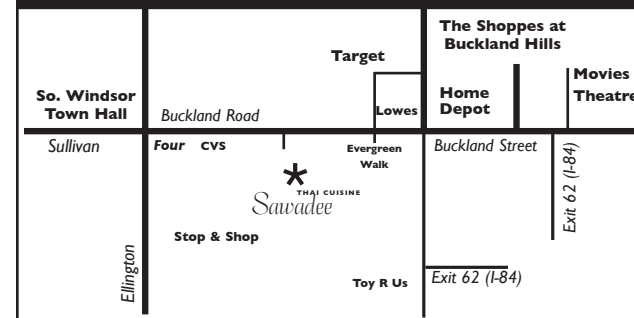 The Shoppes at
Buckland Hills
Target
Movies
Theatre
Home
Depot
So. Windsor
Town Hall
Buckland Road
Lowes
Sullivan
Four CVS
Evergreen
Walk
Buckland Street
Exit 62 (I-84)
THAI CUISINE
Sawadee
Stop & Shop
Ellington
Toy R Us
Exit 62 (I-84)